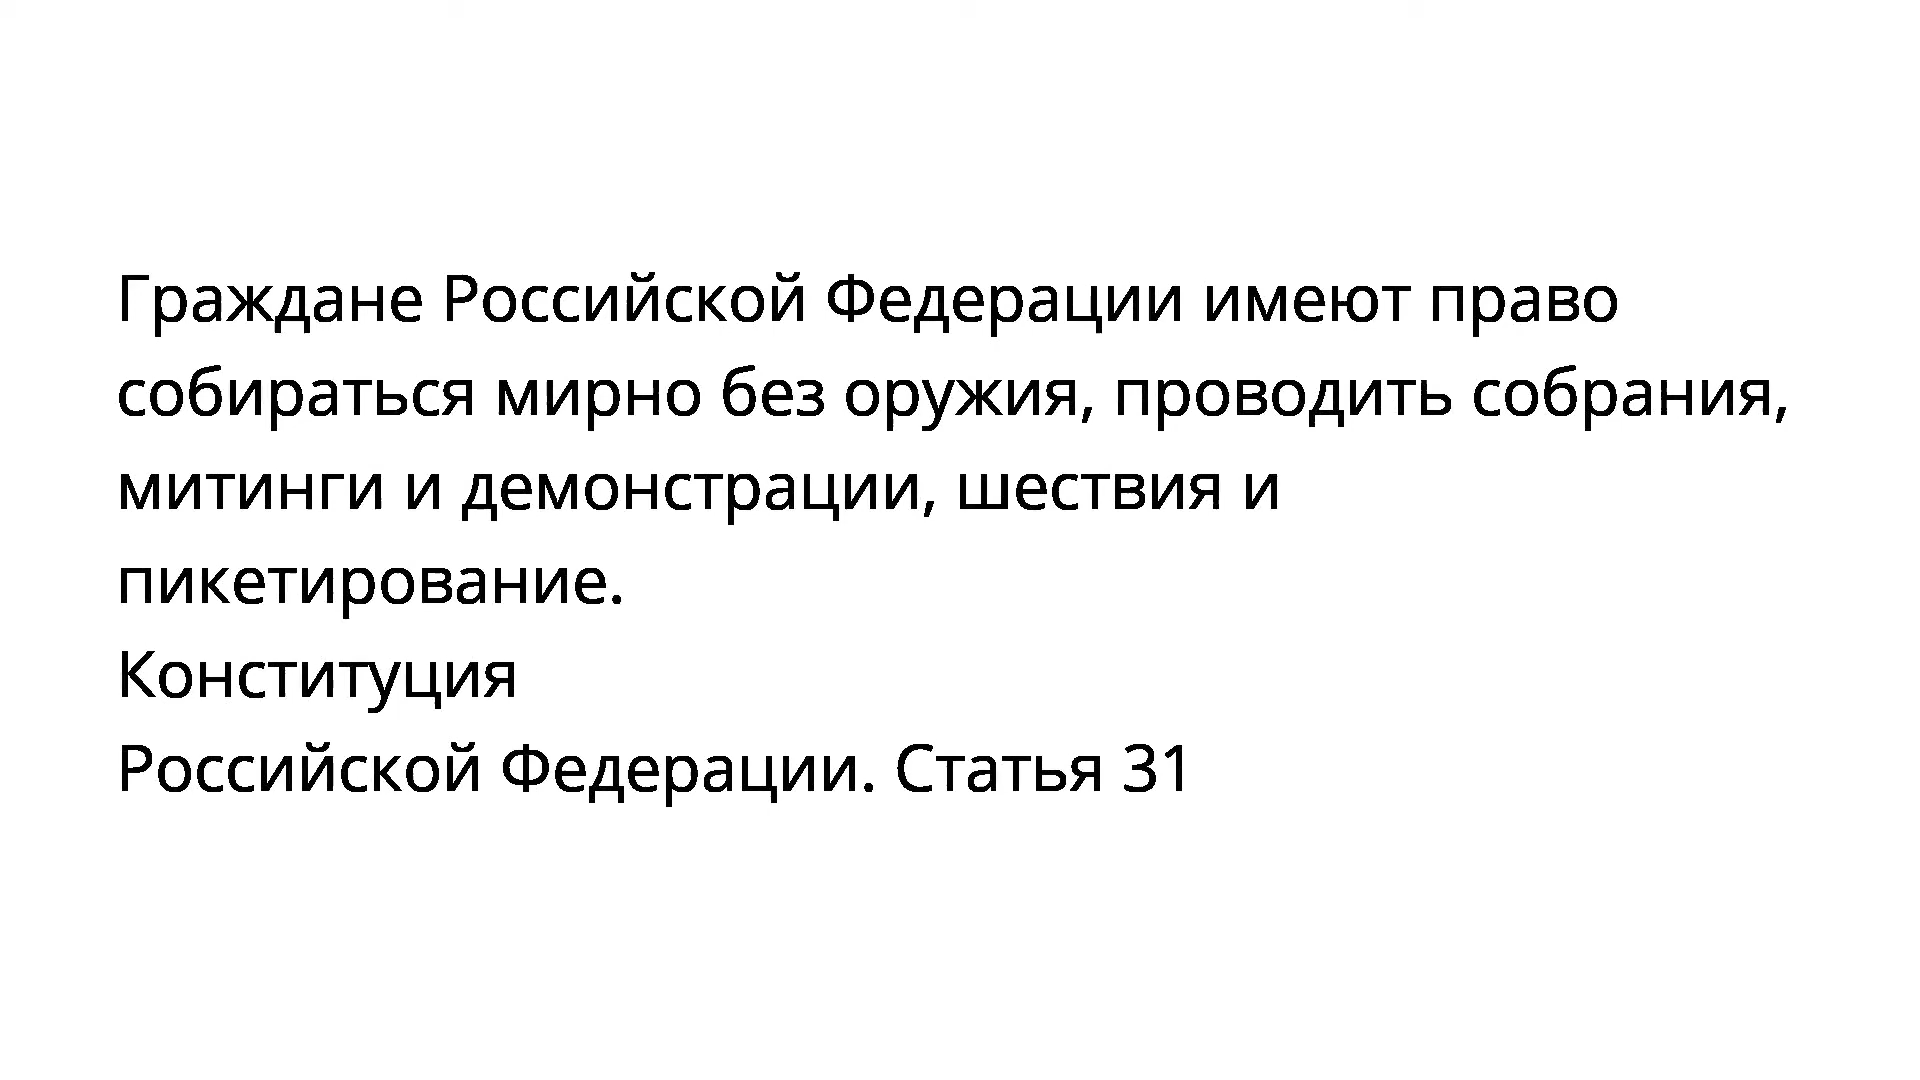 Граждане Российской Федерации имеют право
собираться мирно без оружия, проводить собрания,
митинги и демонстрации, шествия и
пикетирование.
Конституция
Российской Федерации. Статья 31